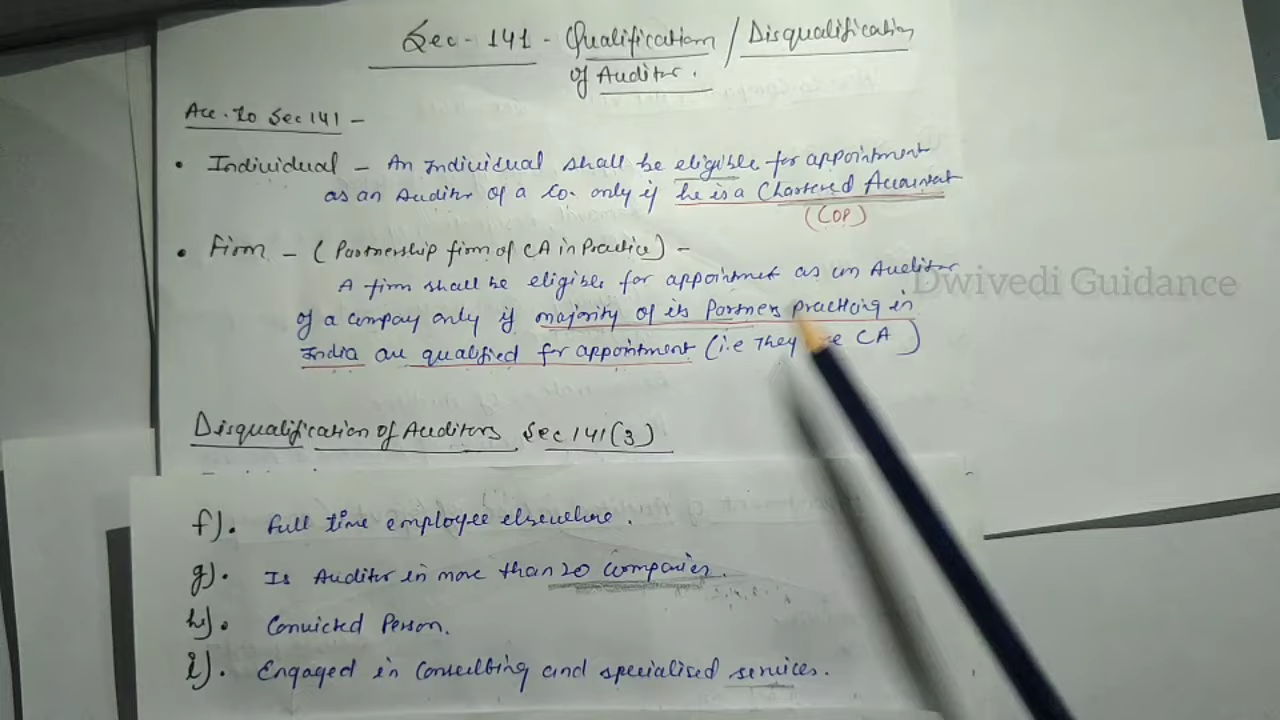 Sec - 141 - Qualification / Disqualification
of Auditor.
Acc. to Sec 141 -
• Individual - An individual shall be eligible for appointment
as an Auditor of a Co. only if he is a Chartered Accountant
(COP)
• Firm - (Partnership firm of CA in Practice) -
A firm shall be eligible for appointment as an Auditor
of a company only if majority of its Partners practicing in
India are qualified for appointment (i.e They CA)
Dwivedi Guidance
Disqualification of Auditors Sec 141(3)
f). Full time employee elsewhere.
g). Is Auditor in more than 20 companies.
h). Convicted Person.
i). Engaged in consulting and specialised services.